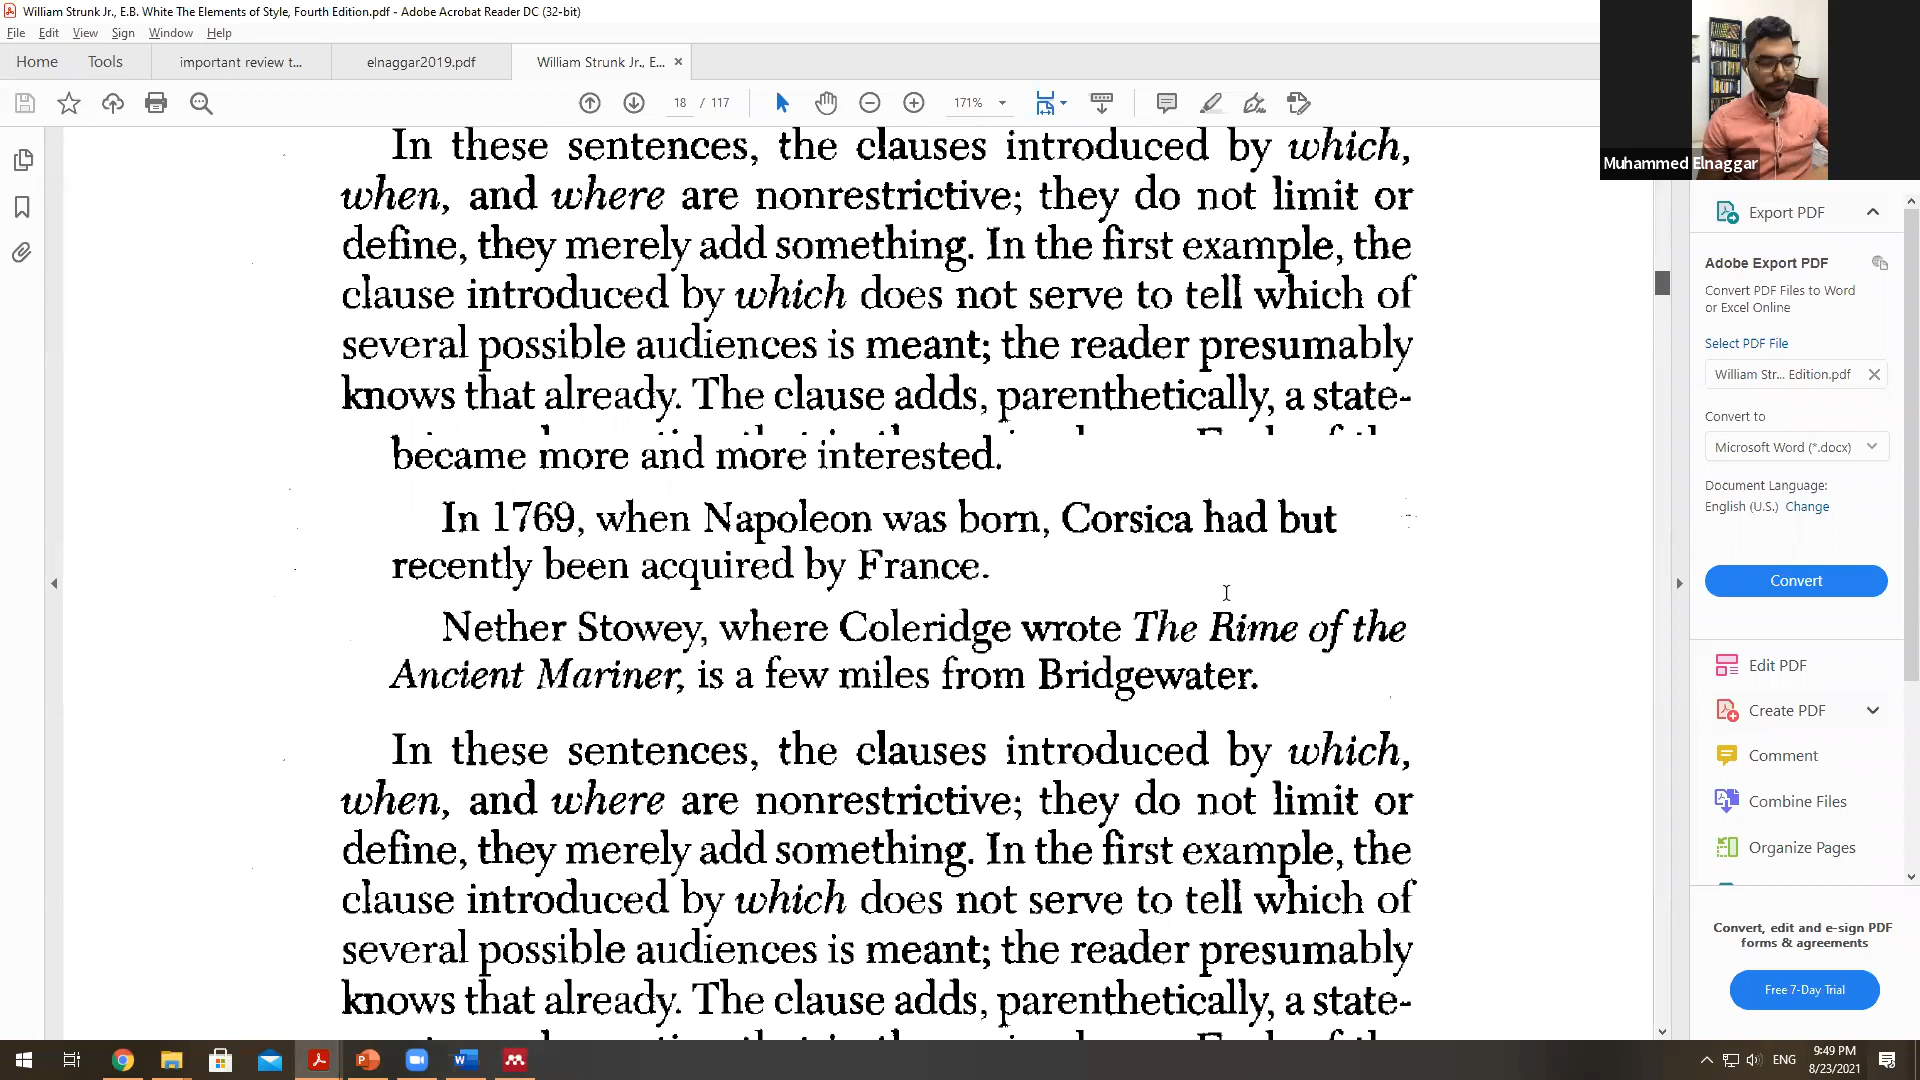 William Strunk Jr., E.B. White The Elements of Style, Fourth Edition.pdf - Adobe Acrobat Reader DC (32-bit)
File Edit View Sign Window Help
Home Tools important review t... elnaggar2019.pdf William Strunk Jr., E...
18 / 117 171%
Muhammed Elnaggar
In these sentences, the clauses introduced by which,
when, and where are nonrestrictive; they do not limit or
define, they merely add something. In the first example, the
clause introduced by which does not serve to tell which of
several possible audiences is meant; the reader presumably
knows that already. The clause adds, parenthetically, a state-
became more and more interested.
In 1769, when Napoleon was born, Corsica had but
recently been acquired by France.
Nether Stowey, where Coleridge wrote The Rime of the
Ancient Mariner, is a few miles from Bridgewater.
In these sentences, the clauses introduced by which,
when, and where are nonrestrictive; they do not limit or
define, they merely add something. In the first example, the
clause introduced by which does not serve to tell which of
several possible audiences is meant; the reader presumably
knows that already. The clause adds, parenthetically, a state-
Export PDF
Adobe Export PDF
Convert PDF Files to Word
or Excel Online
Select PDF File
William Str... Edition.pdf
Convert to
Microsoft Word (*.docx)
Document Language:
English (U.S.) Change
Convert
Edit PDF
Create PDF
Comment
Combine Files
Organize Pages
Convert, edit and e-sign PDF
forms & agreements
Free 7-Day Trial
ENG
9:49 PM
8/23/2021